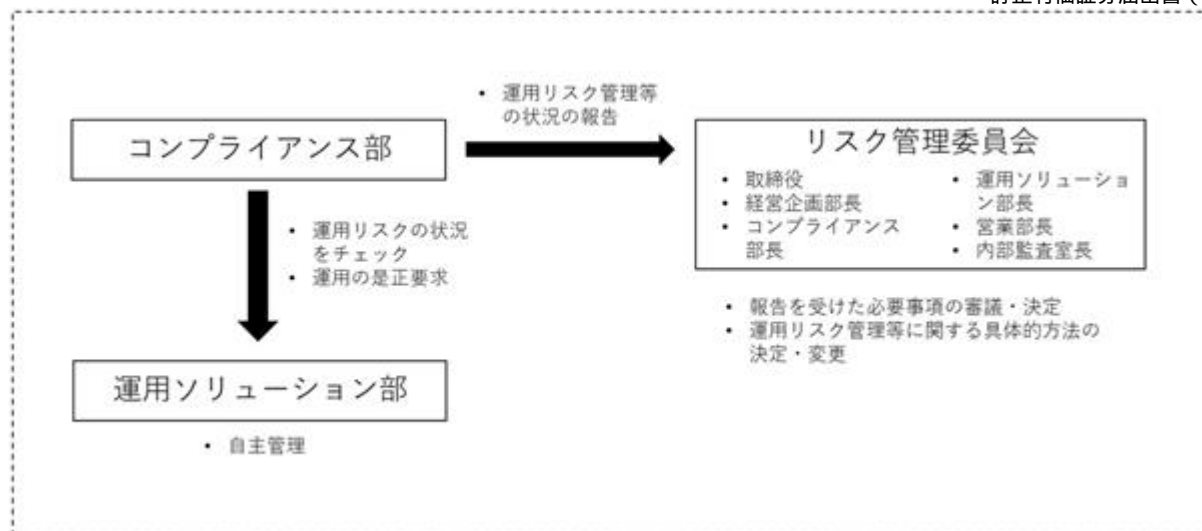 • 運用リスク管理等
の状況の報告
コンプライアンス部
リスク管理委員会
• 取締役
• 経営企画部長
• コンプライアンス
部長
• 運用ソリューショ
ン部長
• 営業部長
• 内部監査室長
• 運用リスクの状況
をチェック
• 運用の是正要求
• 報告を受けた必要事項の審議・決定
• 運用リスク管理等に関する具体的方法の
決定・変更
運用ソリューション部
• 自主管理